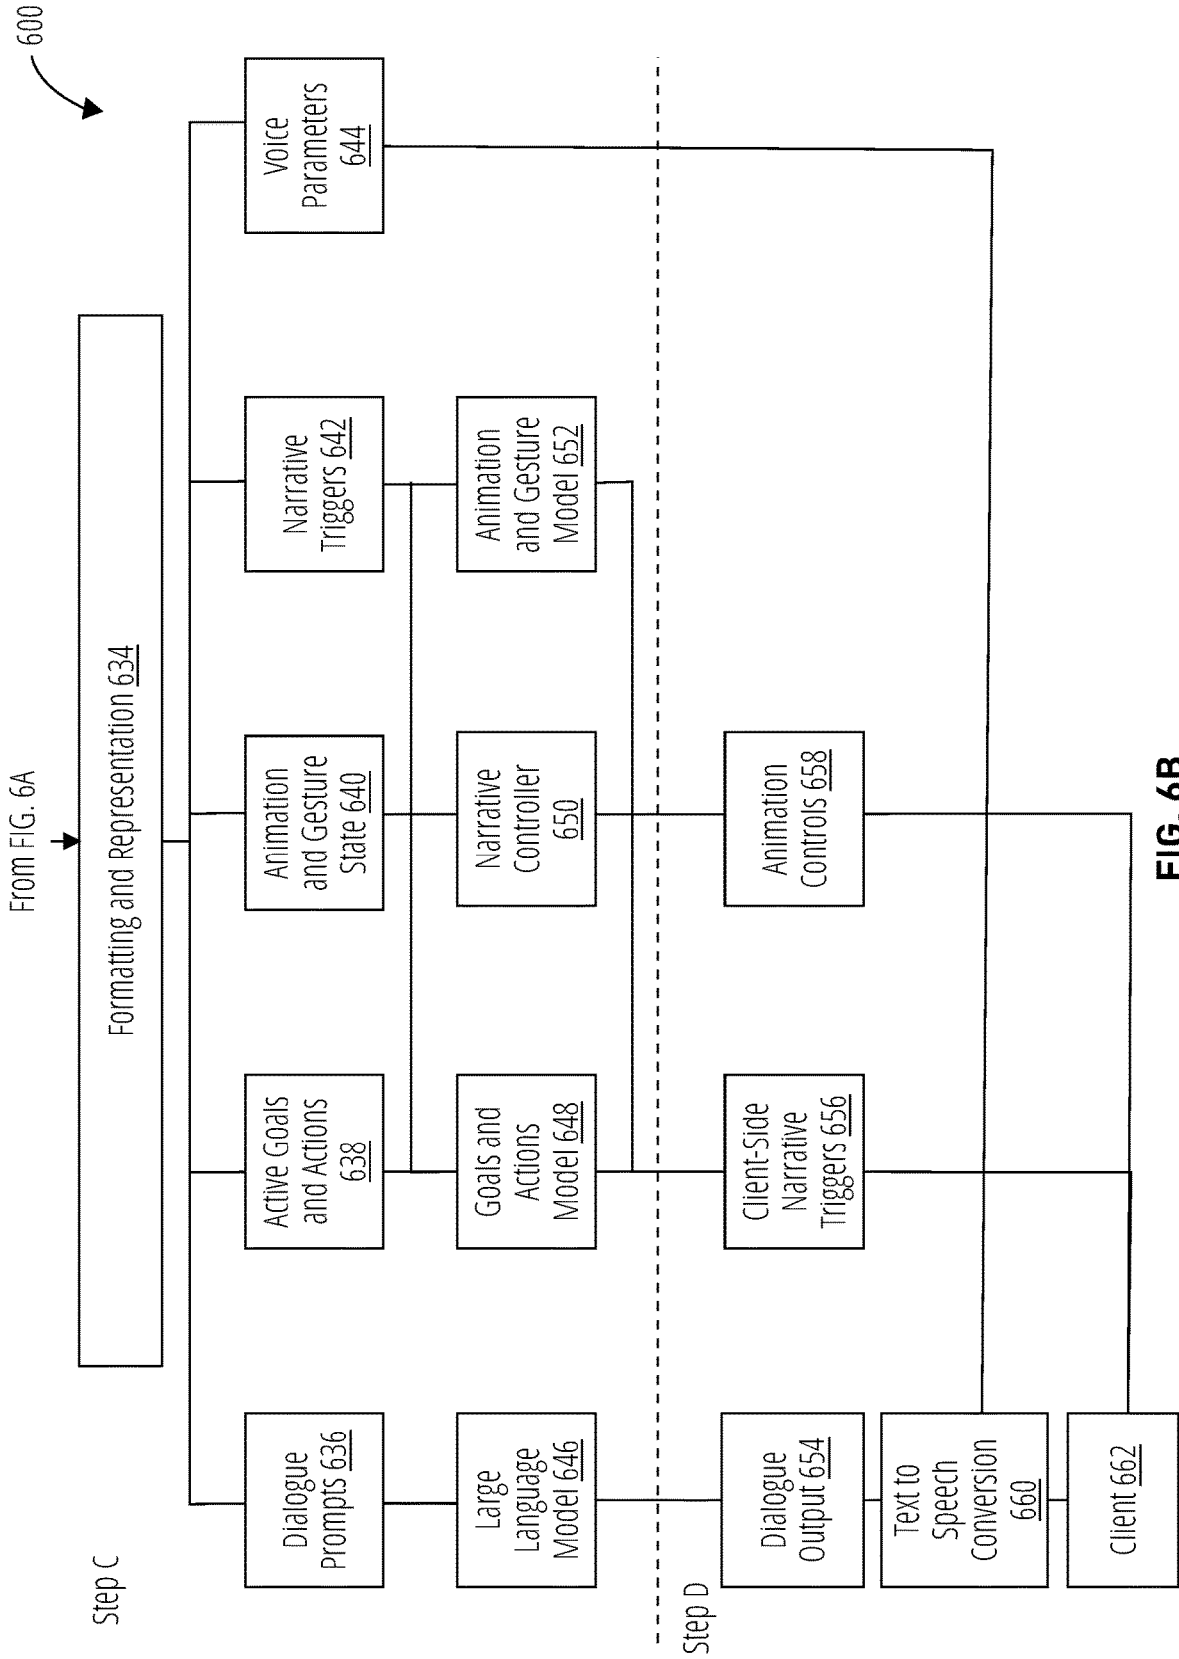 600
From FIG. 6A
Step C
Formatting and Representation 634
Dialogue
Prompts 636
Active Goals
and Actions
638
Animation
and Gesture
State 640
Narrative
Triggers 642
Voice
Parameters
644
Large
Language
Model 646
Goals and
Actions
Model 648
Narrative
Controller
650
Animation
and Gesture
Model 652
Step D
Dialogue
Output 654
Client-Side
Narrative
Triggers 656
Animation
Controls 658
Text to
Speech
Conversion
660
Client 662
FIG. 6B